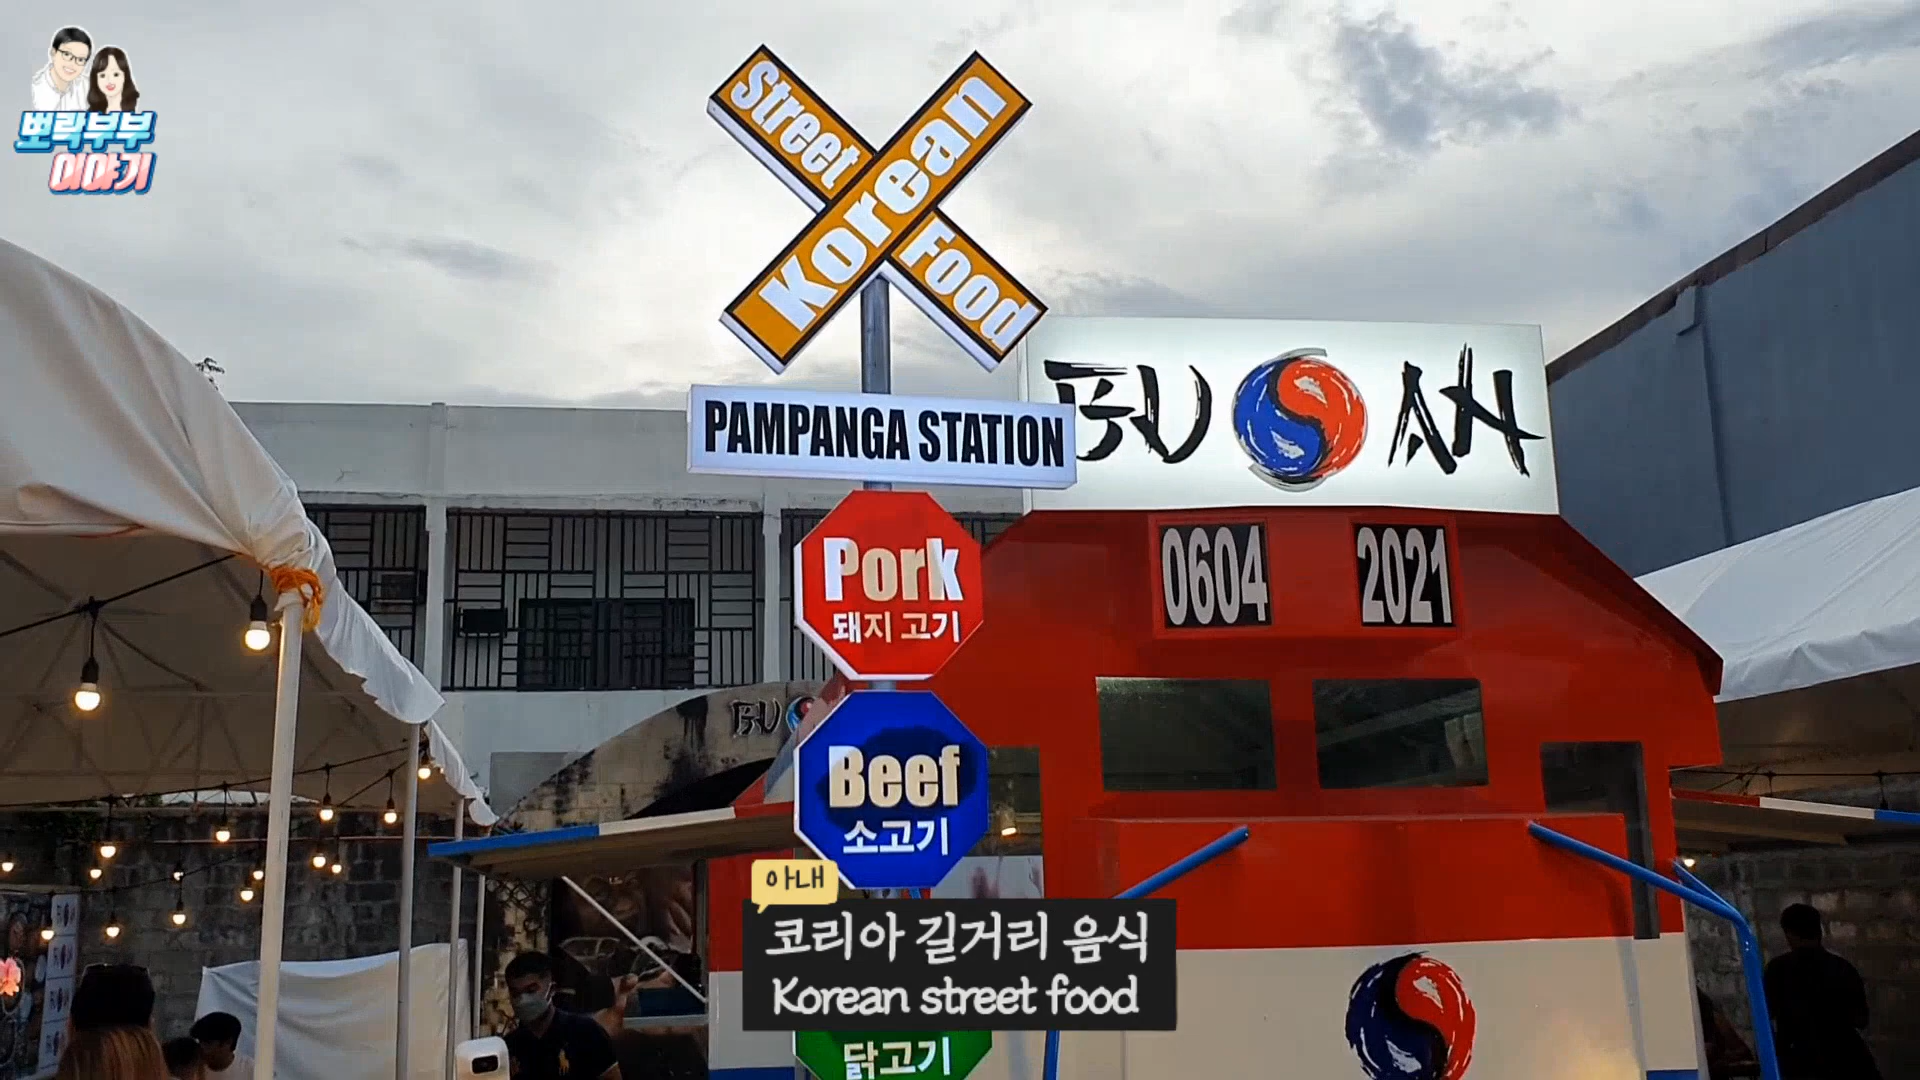 뽀락부부
이야기
Street
Korean
Food
PAMPANGA STATION
BUSAN
0604
2021
Pork
돼지 고기
BU
Beef
소고기
아내
코리아 길거리 음식
Korean street food
닭고기